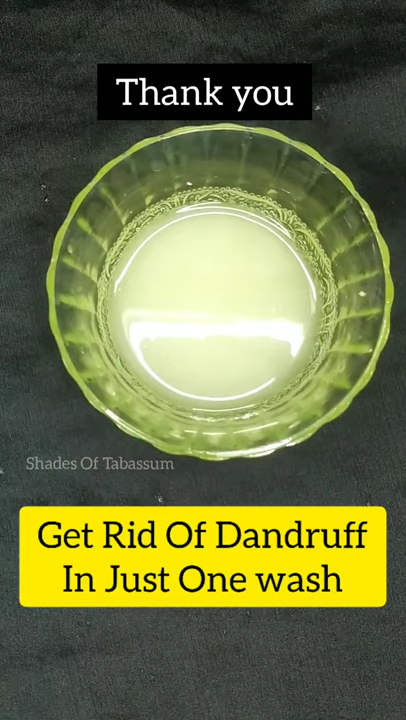 Thank you
Shades Of Tabassum
Get Rid Of Dandruff
In Just One wash